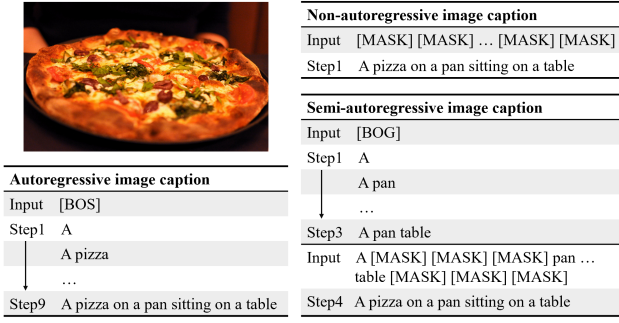 Autoregressive image caption
Input [BOS]
Step1 A
A pizza
...
Step9 A pizza on a pan sitting on a table
Non-autoregressive image caption
Input [MASK] [MASK] ... [MASK] [MASK]
Step1 A pizza on a pan sitting on a table
Semi-autoregressive image caption
Input [BOG]
Step1 A
A pan
...
Step3 A pan table
Input A [MASK] [MASK] [MASK] pan ...
table [MASK] [MASK] [MASK]
Step4 A pizza on a pan sitting on a table